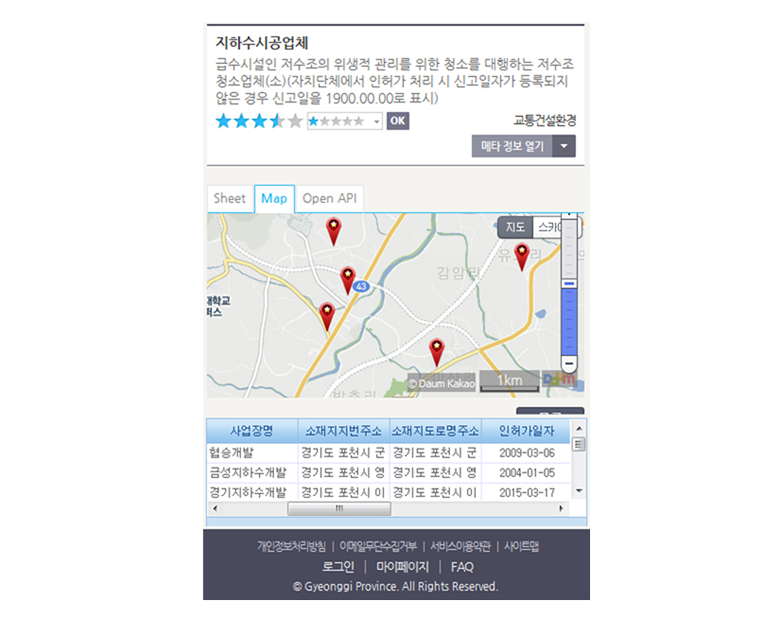 지하수시공업체
급수시설인 저수조의 위생적 관리를 위한 청소를 대행하는 저수조
청소업체(소)(자치단체에서 인허가 처리 시 신고일자가 등록되지
않은 경우 신고일을 1900.00.00로 표시)
OK 교통건설환경
메타 정보 열기
Sheet Map Open API
지도 스카이
감암리
43
대학교
퍼스
© Daum Kakao 1km
사업장명 소재지지번주소 소재지도로명주소 인허가일자
협승개발 경기도 포천시 군 경기도 포천시 군 2009-03-06
금성지하수개발 경기도 포천시 영 경기도 포천시 영 2004-01-05
경기지하수개발 경기도 포천시 이 경기도 포천시 이 2015-03-17
개인정보처리방침 | 이메일무단수집거부 | 서비스이용약관 | 사이트맵
로그인 | 마이페이지 | FAQ
© Gyeonggi Province. All Rights Reserved.